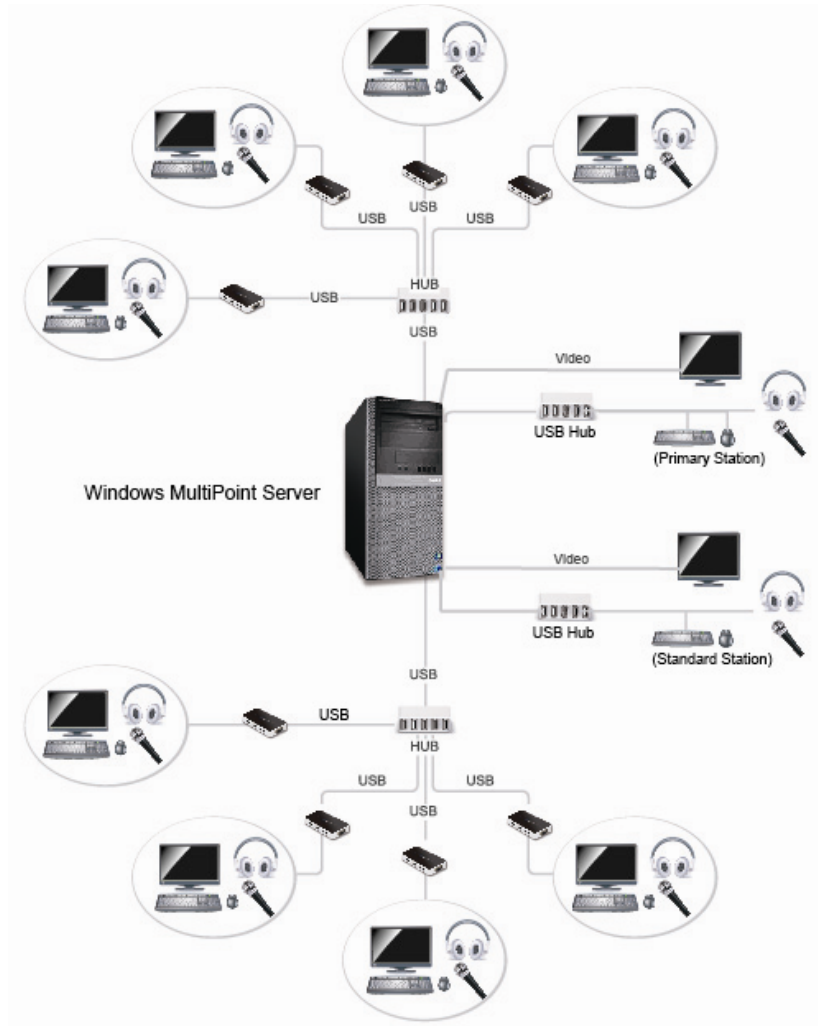 USB
USB
USB
HUB
USB
USB
Video
USB Hub
(Primary Station)
Windows MultiPoint Server
Video
USB Hub
(Standard Station)
USB
USB
HUB
USB
USB
USB